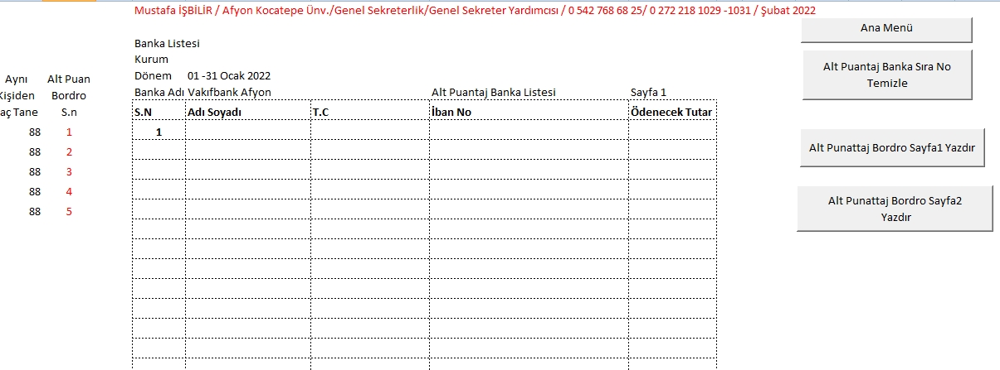 Mustafa İŞBİLİR / Afyon Kocatepe Ünv./Genel Sekreterlik/Genel Sekreter Yardımcısı / 0 542 768 68 25/ 0 272 218 1029 -1031 / Şubat 2022
Ana Menü
Banka Listesi
Kurum
Alt Puantaj Banka Sıra No
Temizle
Dönem 01 -31 Ocak 2022
Aynı Alt Puan
Kişiden Bordro
aç Tane S.n
Banka Adı Vakıfbank Afyon Alt Puantaj Banka Listesi Sayfa 1
S.N Adı Soyadı T.C İban No Ödenecek Tutar
88 1 1
88 2
88 3
88 4
88 5
Alt Punattaj Bordro Sayfa1 Yazdır
Alt Punattaj Bordro Sayfa2
Yazdır